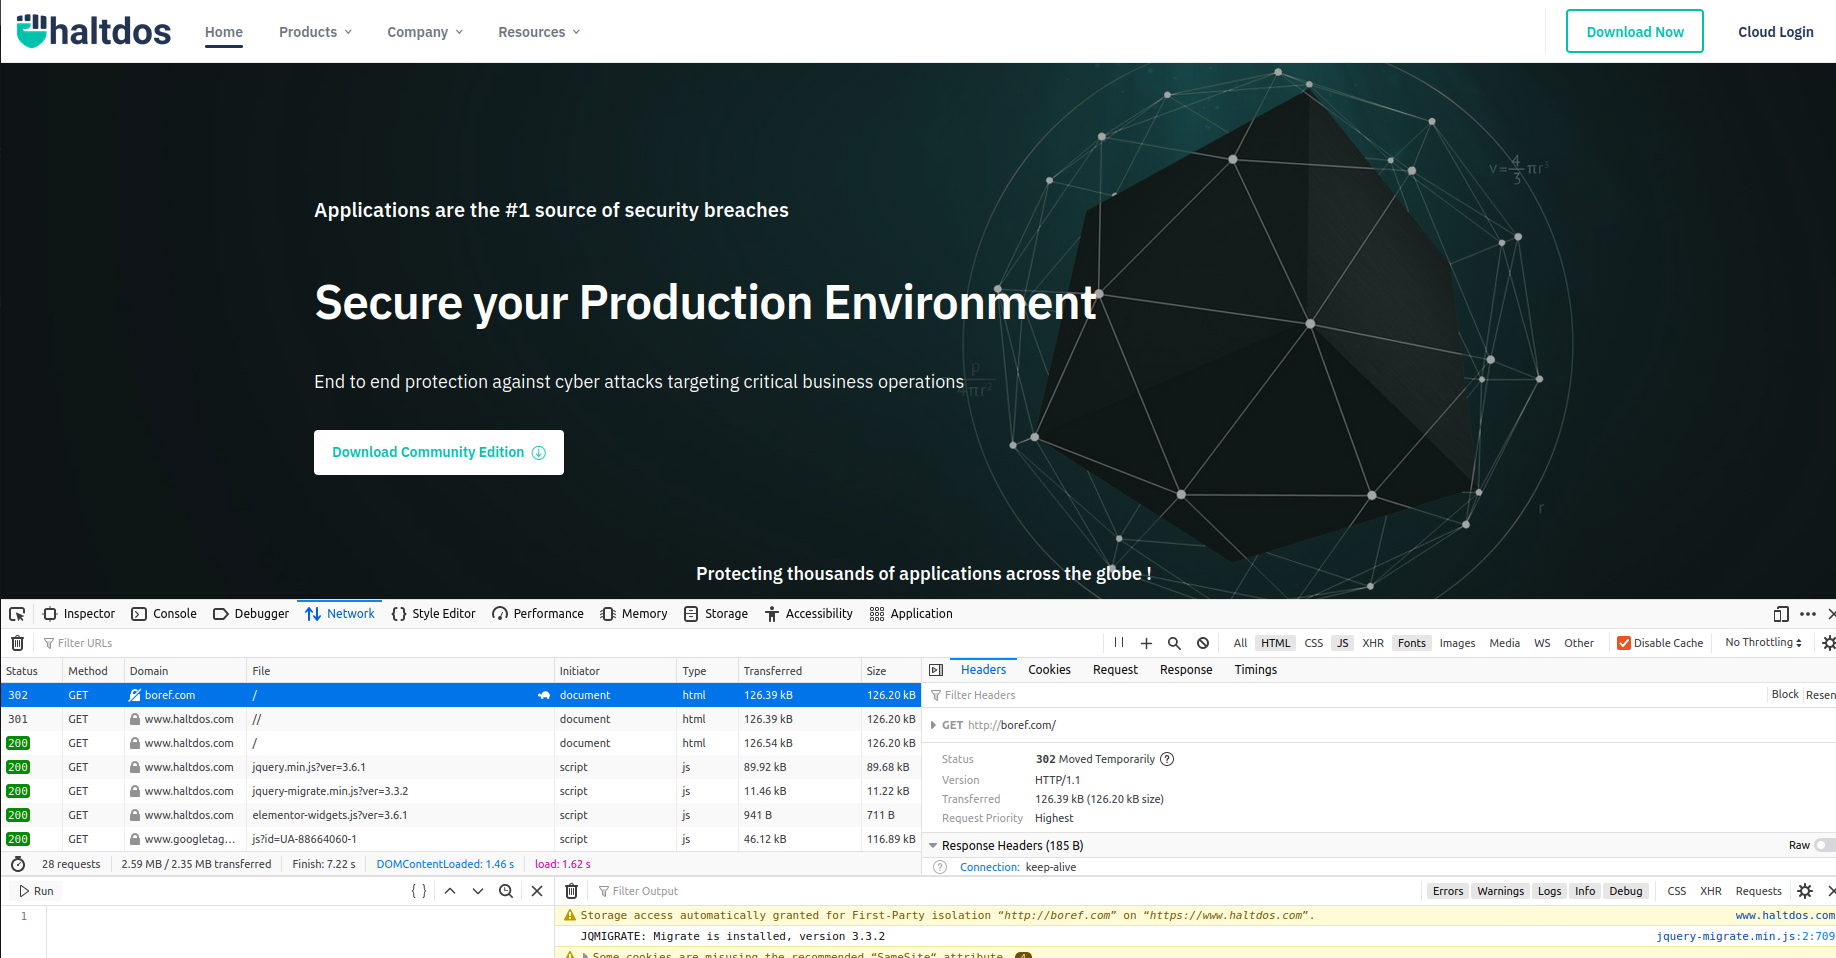 haltdos Home Products Company Resources Download Now Cloud Login
v=4/3 πr³
Applications are the #1 source of security breaches
Secure your Production Environment
End to end protection against cyber attacks targeting critical business operations
Download Community Edition
r
Protecting thousands of applications across the globe !
Inspector Console Debugger Network Style Editor Performance Memory Storage Accessibility Application
Filter URLs All HTML CSS JS XHR Fonts Images Media WS Other Disable Cache No Throttling
Status Method Domain File Initiator Type Transferred Size
302 GET boref.com / document html 126.39 kB 126.20 kB
301 GET www.haltdos.com // document html 126.39 kB 126.20 kB
200 GET www.haltdos.com / document html 126.54 kB 126.20 kB
200 GET www.haltdos.com jquery.min.js?ver=3.6.1 script js 89.92 kB 89.68 kB
200 GET www.haltdos.com jquery-migrate.min.js?ver=3.3.2 script js 11.46 kB 11.22 kB
200 GET www.haltdos.com elementor-widgets.js?ver=3.6.1 script js 941 B 711 B
200 GET www.googletag... js?id=UA-88664060-1 script js 46.12 kB 116.89 kB
28 requests 2.59 MB / 2.35 MB transferred Finish: 7.22 s DOMContentLoaded: 1.46 s load: 1.62 s
Headers Cookies Request Response Timings
Filter Headers Block Resen
GET http://boref.com/
Status 302 Moved Temporarily
Version HTTP/1.1
Transferred 126.39 kB (126.20 kB size)
Request Priority Highest
Response Headers (185 B) Raw
Connection: keep-alive
Run
1
Filter Output Errors Warnings Logs Info Debug CSS XHR Requests
Storage access automatically granted for First-Party isolation “http://boref.com” on “https://www.haltdos.com”. www.haltdos.com
JQMIGRATE: Migrate is installed, version 3.3.2 jquery-migrate.min.js:2:709
Some cookies are misusing the recommended “SameSite“ attribute